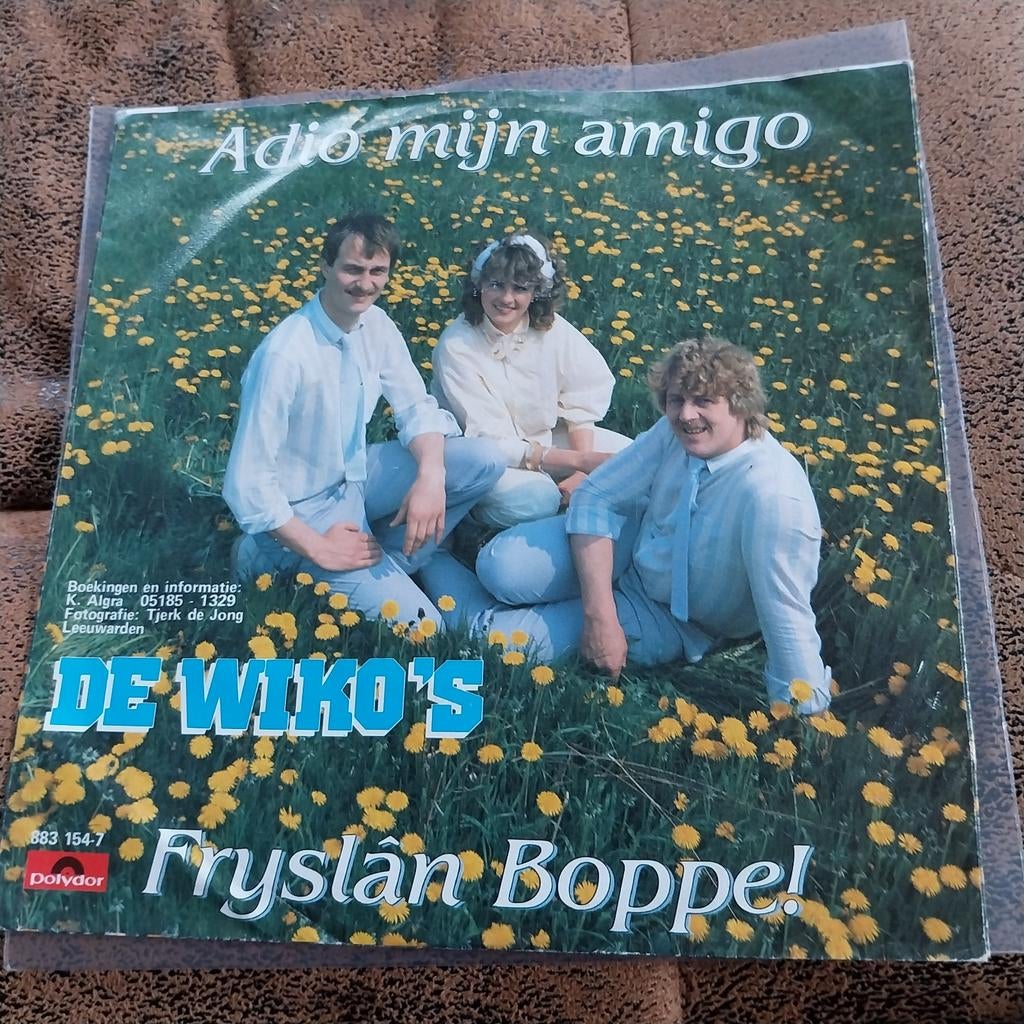 Adio mijn amigo
Boekingen en informatie:
K. Algra 05185 - 1329
Fotografie: Tjerk de Jong
Leeuwarden
DE WIKO'S
883 154-7
polydor
Fryslân Boppe!